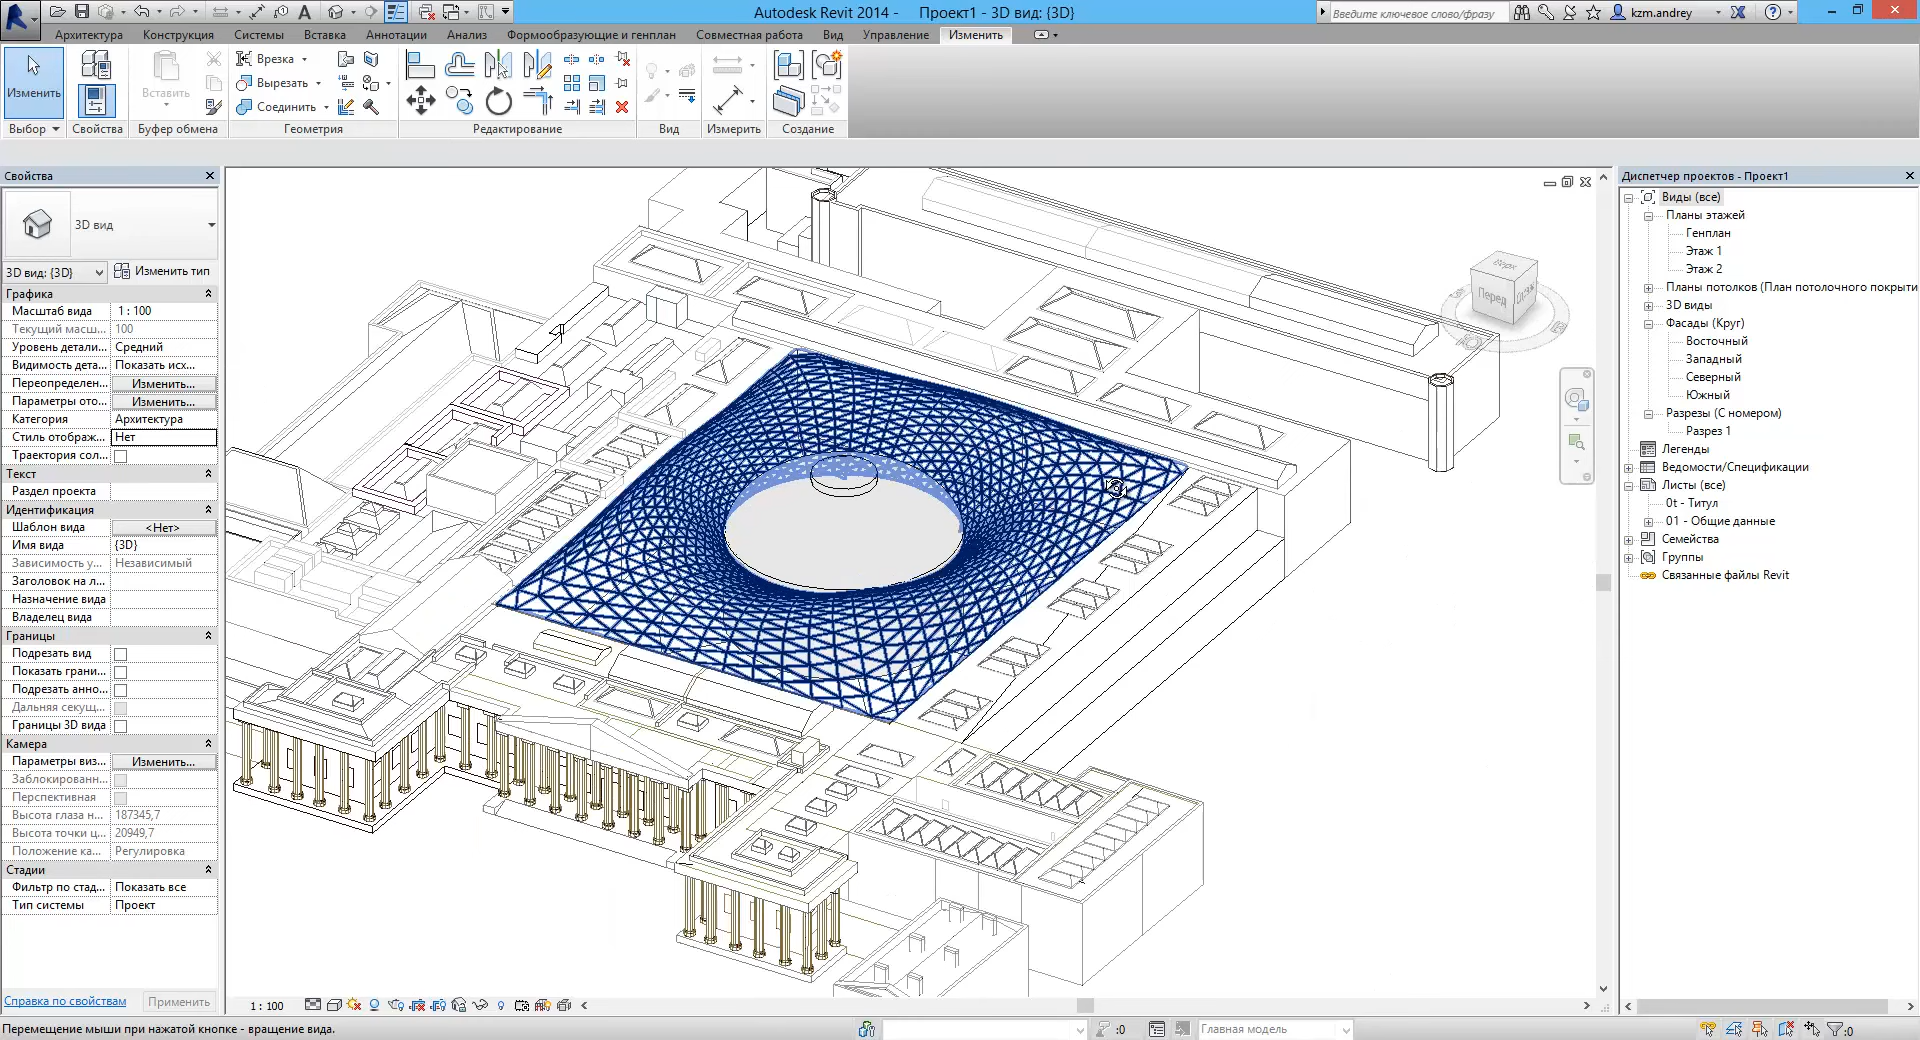 Autodesk Revit 2014 - Проект1 - 3D вид: {3D}
Введите ключевое слово/фразу
kzm.andrey
Архитектура
Конструкция
Системы
Вставка
Аннотации
Анализ
Формообразующие и генплан
Совместная работа
Вид
Управление
Изменить
Изменить
Вставить
Врезка
Вырезать
Соединить
Выбор
Свойства
Буфер обмена
Геометрия
Редактирование
Вид
Измерить
Создание
Свойства
3D вид
3D вид: {3D}
Изменить тип
Графика
Масштаб вида 1 : 100
Текущий масш... 100
Уровень детали... Средний
Видимость дета... Показать исх...
Переопределен... Изменить...
Параметры ото... Изменить...
Категория Архитектура
Стиль отображ... Нет
Траектория сол...
Текст
Раздел проекта
Идентификация
Шаблон вида <Нет>
Имя вида {3D}
Зависимость у... Независимый
Заголовок на л...
Назначение вида
Владелец вида
Границы
Подрезать вид
Показать грани...
Подрезать анно...
Дальняя секущ...
Границы 3D вида
Камера
Параметры виз... Изменить...
Заблокированн...
Перспективная
Высота глаза н... 187345,7
Высота точки ц... 20949,7
Положение ка... Регулировка
Стадии
Фильтр по стад... Показать все
Тип системы Проект
Справка по свойствам
Применить
Верх
Перед
1 : 100
Диспетчер проектов - Проект1
Виды (все)
Планы этажей
Генплан
Этаж 1
Этаж 2
Планы потолков (План потолочного покрыти
3D виды
Фасады (Круг)
Восточный
Западный
Северный
Южный
Разрезы (С номером)
Разрез 1
Легенды
Ведомости/Спецификации
Листы (все)
0t - Титул
01 - Общие данные
Семейства
Группы
Связанные файлы Revit
Перемещение мыши при нажатой кнопке - вращение вида.
:0
Главная модель
:0